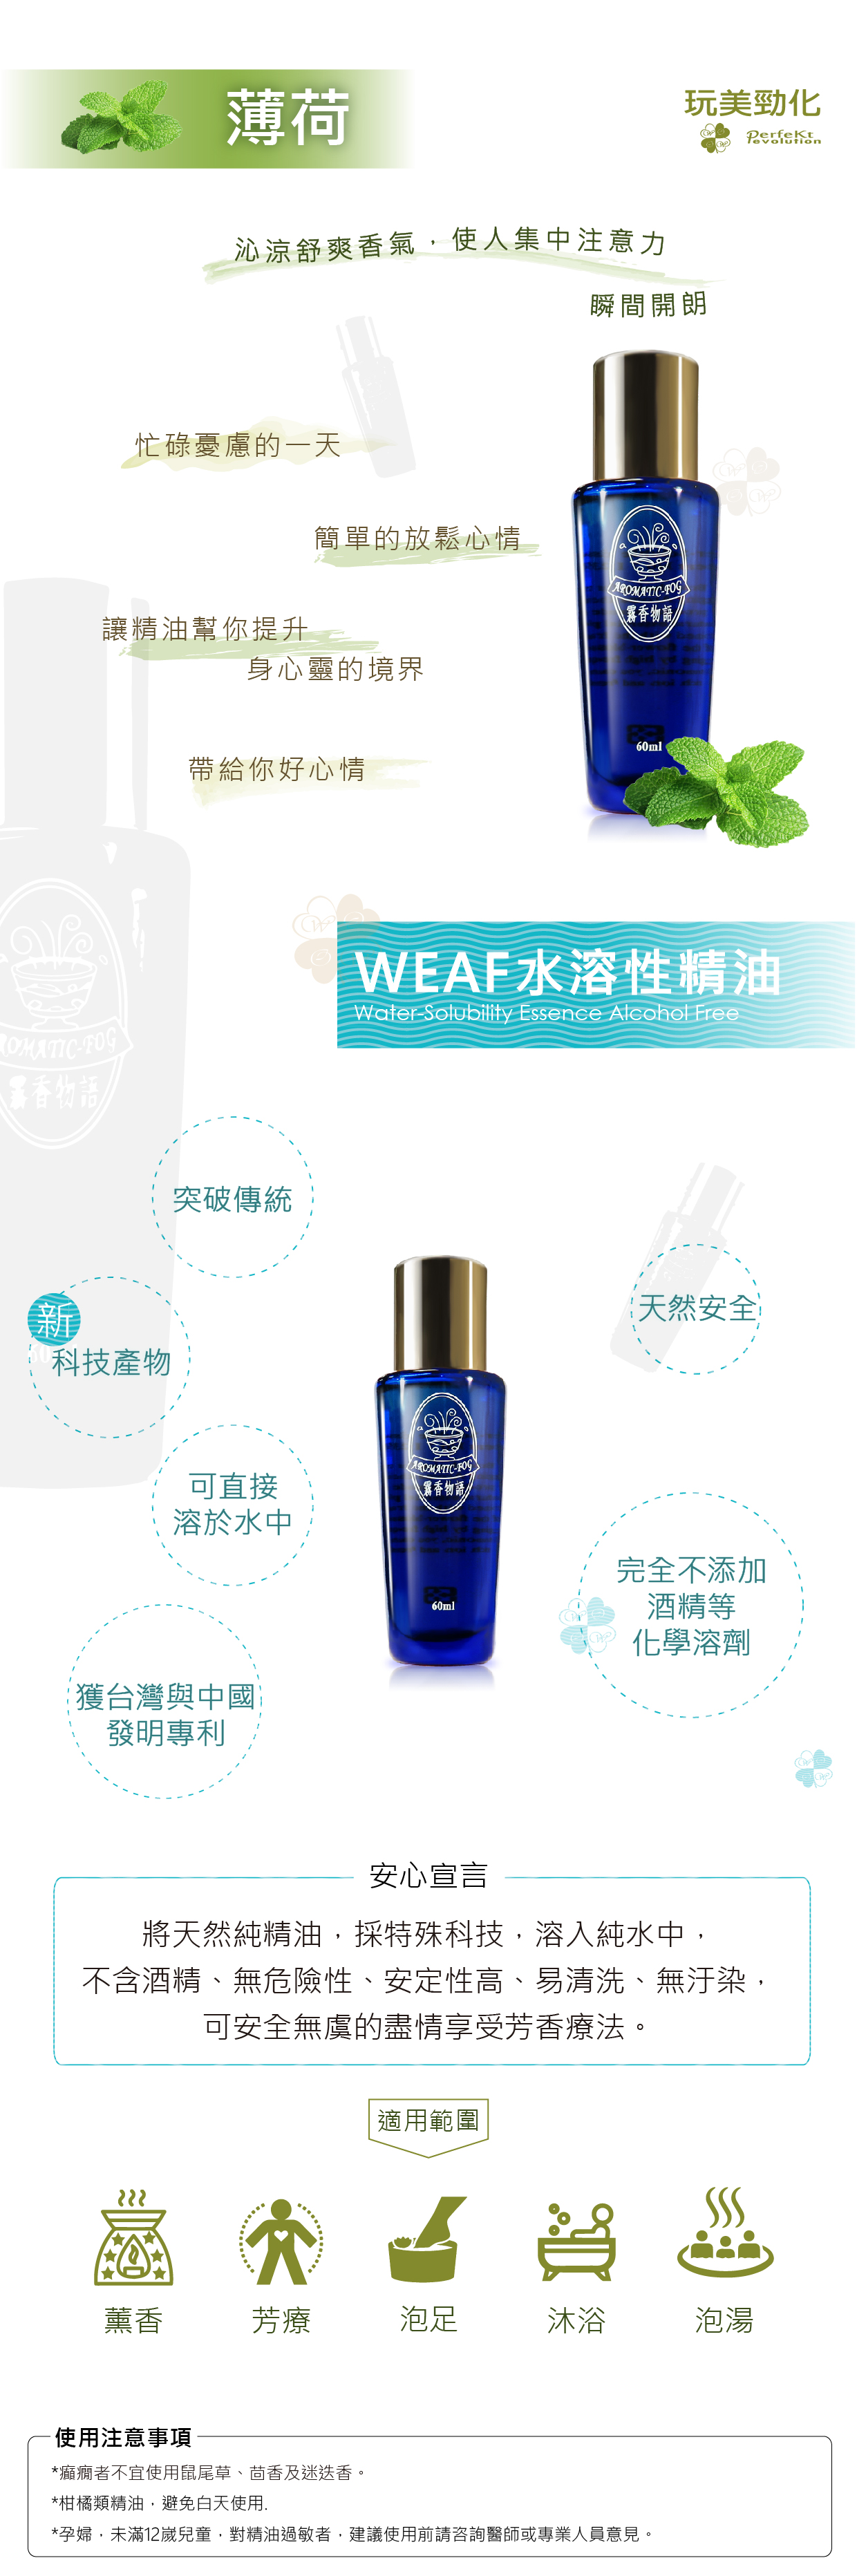 薄荷
玩美勁化
Perfekt
revolution
沁涼舒爽香氣，使人集中注意力
瞬間開朗
忙碌憂慮的一天
簡單的放鬆心情
讓精油幫你提升
身心靈的境界
帶給你好心情
AROMATIC-FOG
霧香物語
60ml
AROMATIC-FOG
霧香物語
WEAF水溶性精油
Water-Solubility Essence Alcohol Free
突破傳統
新
科技產物
天然安全
AROMATIC-FOG
霧香物語
60ml
可直接
溶於水中
完全不添加
酒精等
化學溶劑
獲台灣與中國
發明專利
安心宣言
將天然純精油，採特殊科技，溶入純水中，
不含酒精、無危險性、安定性高、易清洗、無汙染，
可安全無虞的盡情享受芳香療法。
適用範圍
薰香
芳療
泡足
沐浴
泡湯
使用注意事項
*癲癇者不宜使用鼠尾草、茴香及迷迭香。
*柑橘類精油，避免白天使用.
*孕婦，未滿12嵗兒童，對精油過敏者，建議使用前請咨詢醫師或專業人員意見。